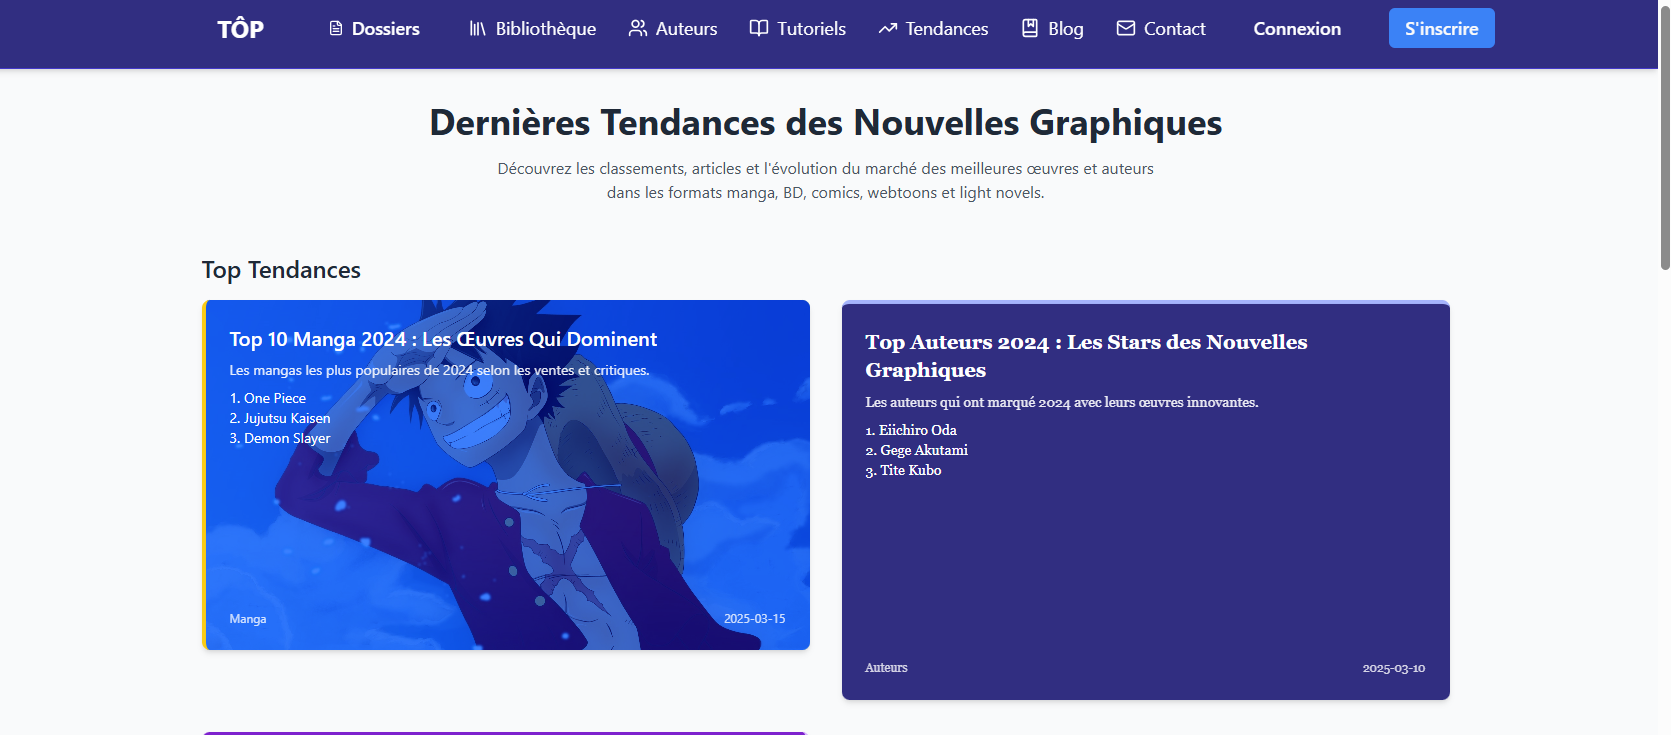 TÔP
Dossiers
Bibliothèque
Auteurs
Tutoriels
Tendances
Blog
Contact
Connexion
S'inscrire
Dernières Tendances des Nouvelles Graphiques
Découvrez les classements, articles et l'évolution du marché des meilleures œuvres et auteurs
dans les formats manga, BD, comics, webtoons et light novels.
Top Tendances
Top 10 Manga 2024 : Les Œuvres Qui Dominent
Les mangas les plus populaires de 2024 selon les ventes et critiques.
1. One Piece
2. Jujutsu Kaisen
3. Demon Slayer
Manga
2025-03-15
Top Auteurs 2024 : Les Stars des Nouvelles
Graphiques
Les auteurs qui ont marqué 2024 avec leurs œuvres innovantes.
1. Eiichiro Oda
2. Gege Akutami
3. Tite Kubo
Auteurs
2025-03-10